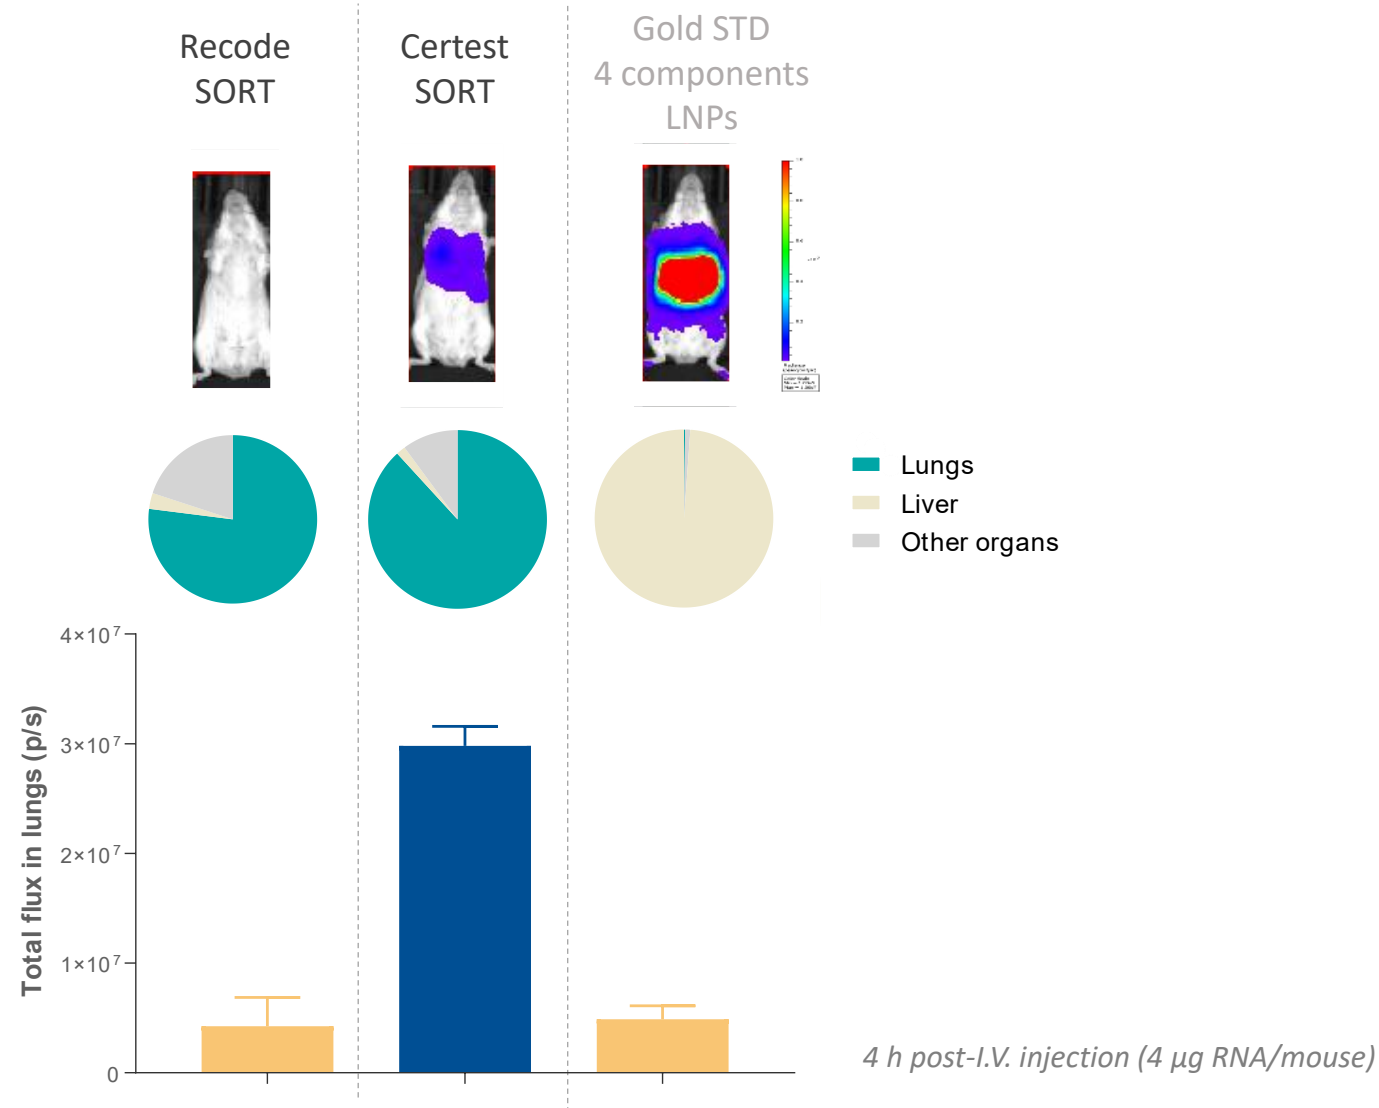 Recode
SORT
Certest
SORT
Gold STD
4 components
LNPs
Lungs
Liver
Other organs
Total flux in lungs (p/s)
4×10⁷
3×10⁷
2×10⁷
1×10⁷
0
4 h post-I.V. injection (4 µg RNA/mouse)